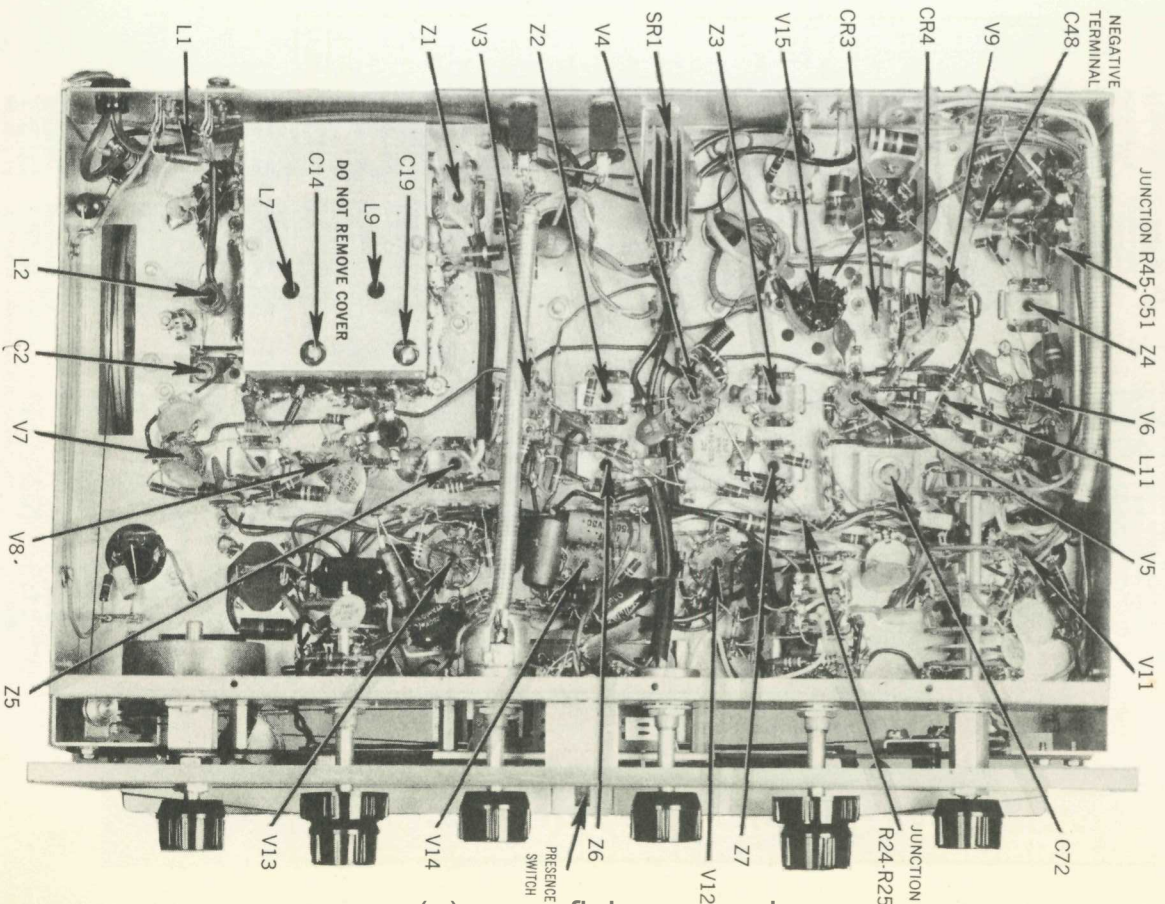 NEGATIVE
TERMINAL
C48
V9
CR4
CR3
V15
Z3
V4
SR1
Z2
V3
Z1
L1
JUNCTION R45-C51
Z4
V6
L11
V5
V11
C72
JUNCTION
R24-R25
Z7
V12
Z6
PRESENCE
SWITCH
V14
V13
Z5
V8.
V7
C2
L2
DO NOT REMOVE COVER
C19
L9
C14
L7